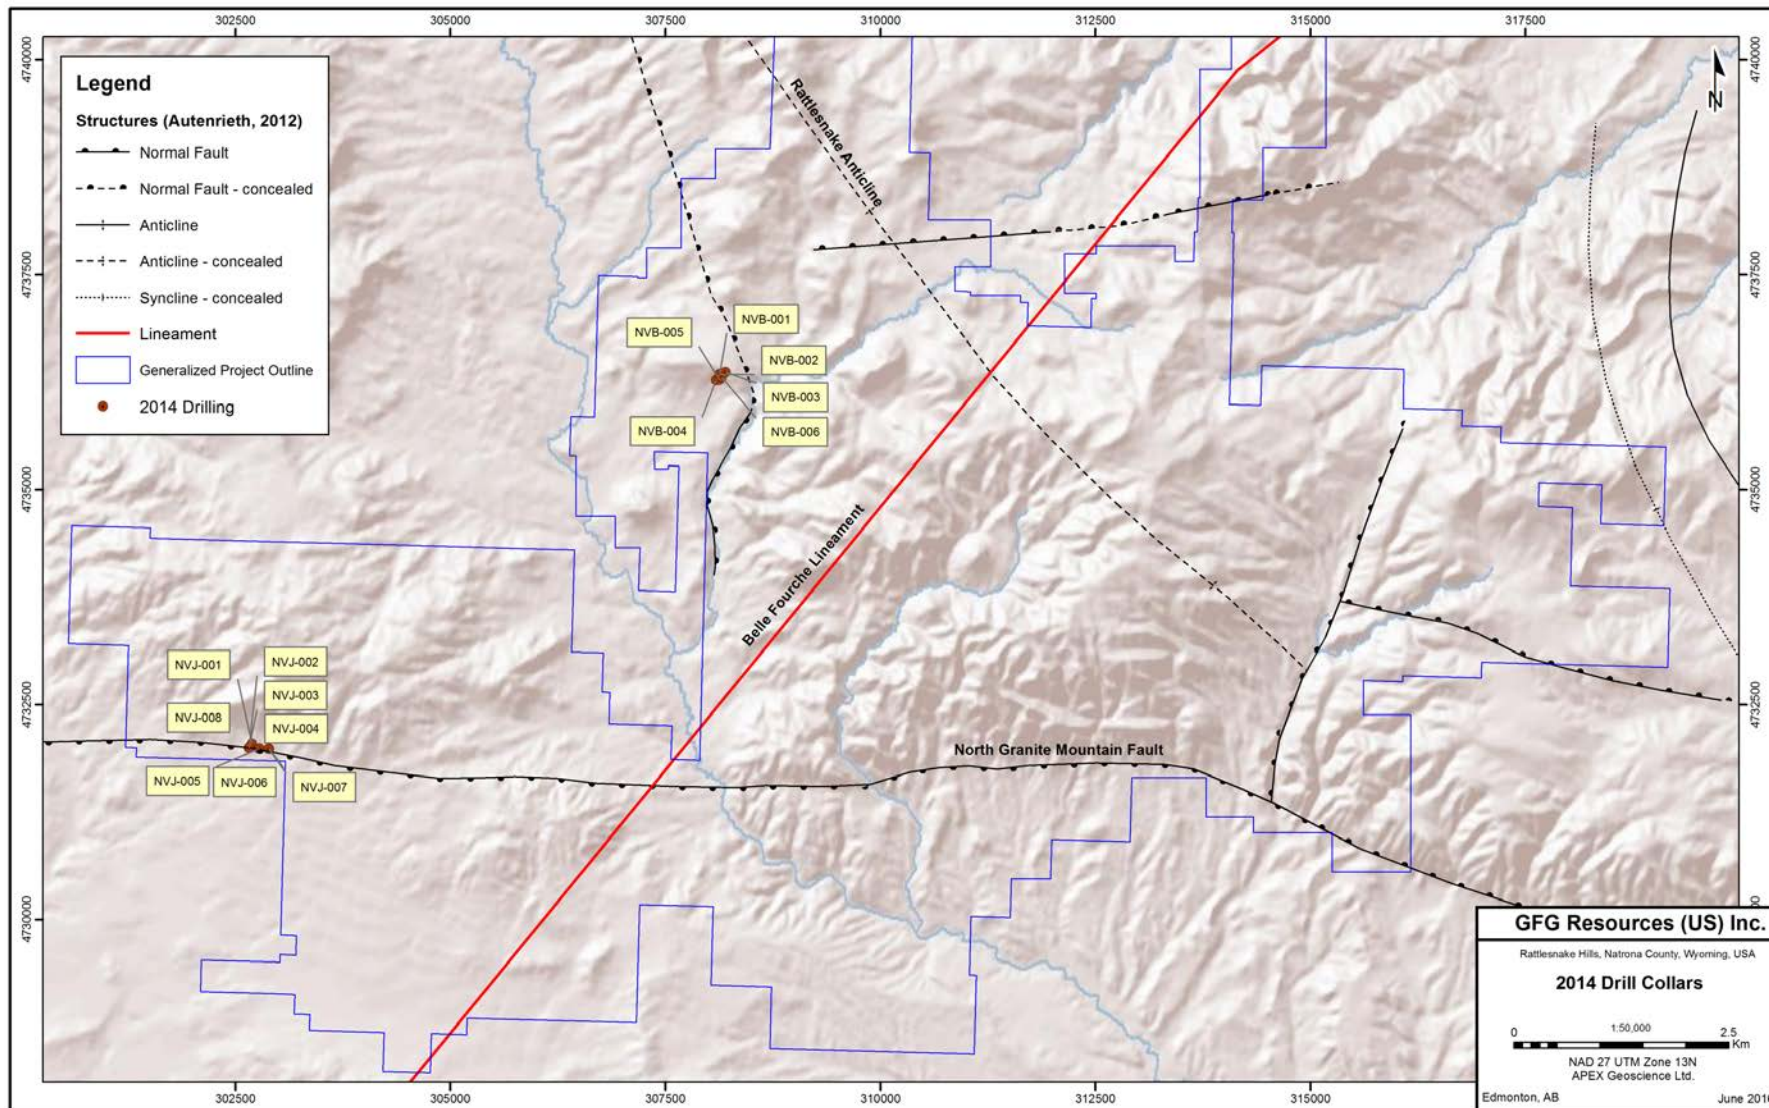 302500 305000 307500 310000 312500 315000 317500
4740000
4740000
Legend
Structures (Autenrieth, 2012)
Normal Fault
Normal Fault - concealed
Anticline
Anticline - concealed
Syncline - concealed
Lineament
Generalized Project Outline
2014 Drilling
N
Rattlesnake Anticline
4737500
4737500
NVB-001
NVB-005
NVB-002
NVB-003
NVB-004
NVB-006
4735000
4735000
Belle Fourche Lineament
NVJ-001
NVJ-002
NVJ-003
NVJ-008
NVJ-004
4732500
4732500
North Granite Mountain Fault
NVJ-005
NVJ-006
NVJ-007
4730000
GFG Resources (US) Inc.
Rattlesnake Hills, Natrona County, Wyoming, USA
2014 Drill Collars
0 1:50,000 2.5
Km
NAD 27 UTM Zone 13N
APEX Geoscience Ltd.
Edmonton, AB
302500 305000 307500 310000 312500 315000